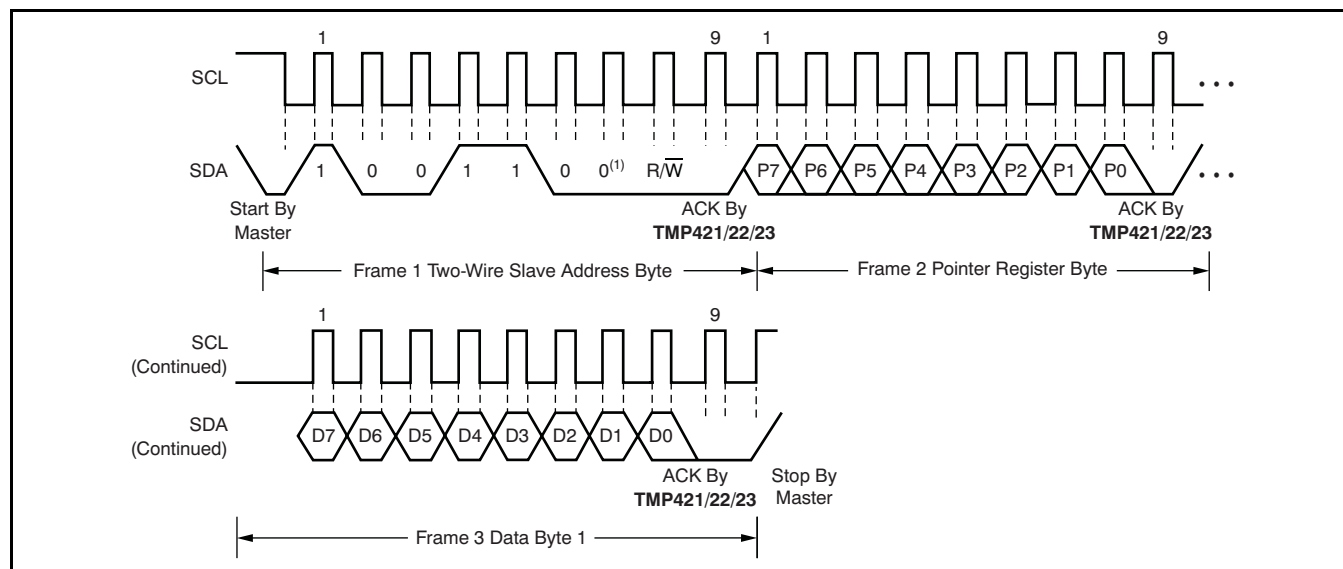 1 9 1 9
SCL
SDA 1 0 0 1 1 0 0(1) R/W P7 P6 P5 P4 P3 P2 P1 P0
Start By
Master
ACK By
TMP421/22/23
ACK By
TMP421/22/23
Frame 1 Two-Wire Slave Address Byte
Frame 2 Pointer Register Byte
1 9
SCL
(Continued)
SDA
(Continued)
D7 D6 D5 D4 D3 D2 D1 D0
ACK By
TMP421/22/23
Stop By
Master
Frame 3 Data Byte 1